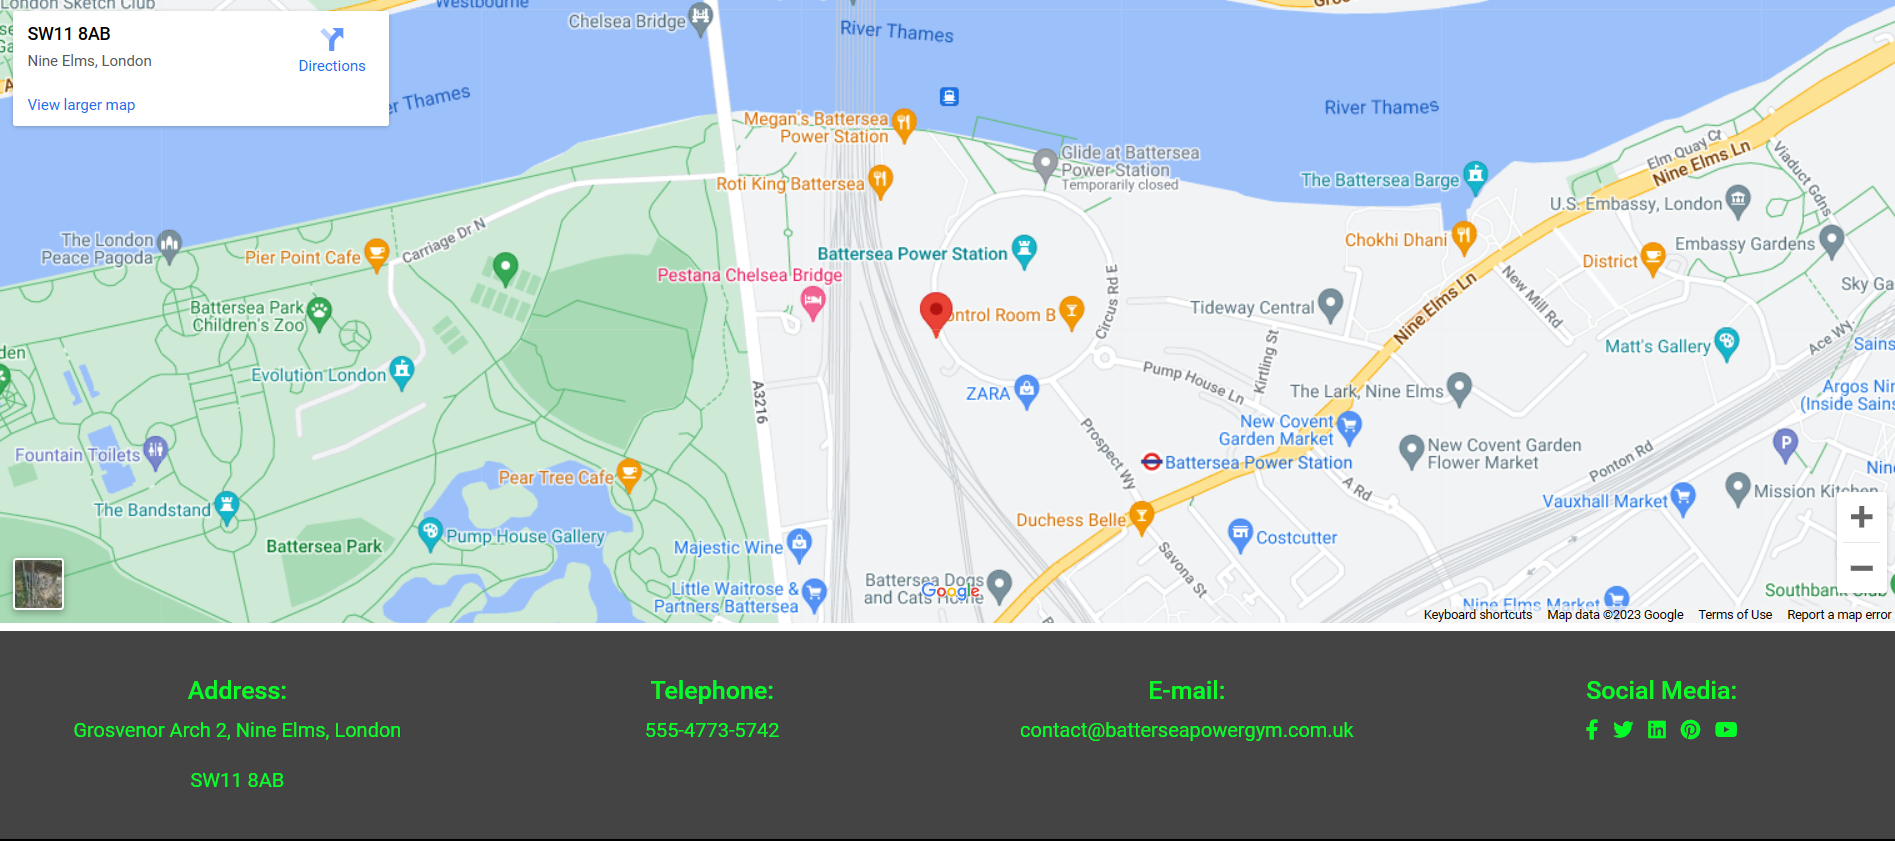 London Sketch Club
Westbourne
Chelsea Bridge
River Thames
SW11 8AB
Nine Elms, London
Directions
View larger map
er Thames
River Thames
Megan's Battersea
Power Station
Glide at Battersea
Power Station
Temporarily closed
Roti King Battersea
The Battersea Barge
Elm Quay Ct
Nine Elms Ln
Viaduct Gdns
U.S. Embassy, London
Embassy Gardens
Chokhi Dhani
District
Sky Ga
The London
Peace Pagoda
Pier Point Cafe
Carriage Dr N
Battersea Power Station
Pestana Chelsea Bridge
Circus Rd E
Battersea Park
Children's Zoo
ontrol Room B
Tideway Central
Nine Elms Ln
New Mill Rd
Matt's Gallery
Ace Wy
Sains
den
Evolution London
A3216
ZARA
Pump House Ln
Kirtling St
The Lark, Nine Elms
Argos Nin
(Inside Sains
New Covent
Garden Market
Prospect Wy
Fountain Toilets
Battersea Power Station
New Covent Garden
Flower Market
Ponton Rd
P
Nin
Pear Tree Cafe
A Rd
Vauxhall Market
Mission Kitchen
The Bandstand
Duchess Belle
Battersea Park
Pump House Gallery
Majestic Wine
Costcutter
Savona St
Little Waitrose &
Partners Battersea
Battersea Dogs
and Cats Home
Google
Southbank Club
Nine Elms Market
Keyboard shortcuts
Map data ©2023 Google
Terms of Use
Report a map error
Address:
Grosvenor Arch 2, Nine Elms, London
SW11 8AB
Telephone:
555-4773-5742
E-mail:
contact@batterseapowergym.com.uk
Social Media: